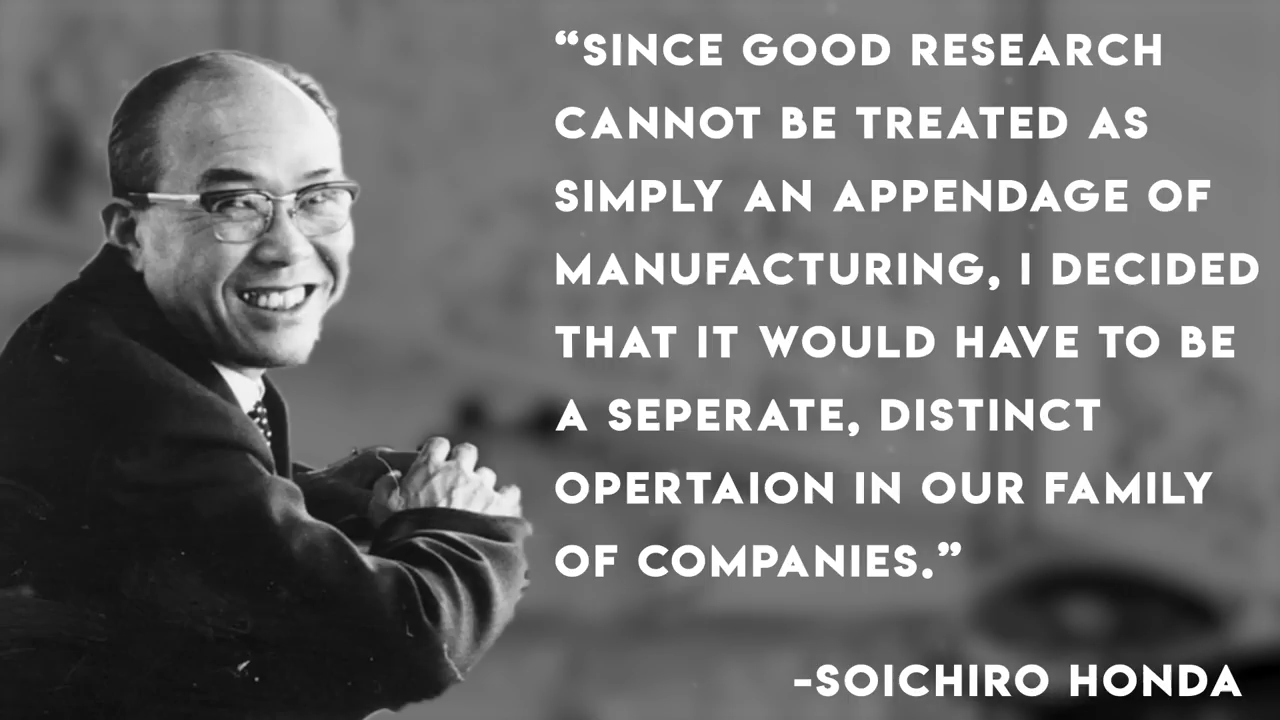 “SINCE GOOD RESEARCH
CANNOT BE TREATED AS
SIMPLY AN APPENDAGE OF
MANUFACTURING, I DECIDED
THAT IT WOULD HAVE TO BE
A SEPERATE, DISTINCT
OPERTAION IN OUR FAMILY
OF COMPANIES.”
-SOICHIRO HONDA